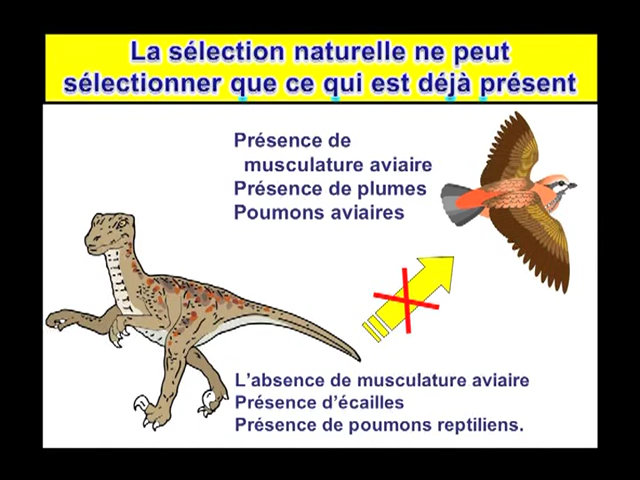 La sélection naturelle ne peut
sélectionner que ce qui est déjà présent
Présence de
musculature aviaire
Présence de plumes
Poumons aviaires
L'absence de musculature aviaire
Présence d'écailles
Présence de poumons reptiliens.